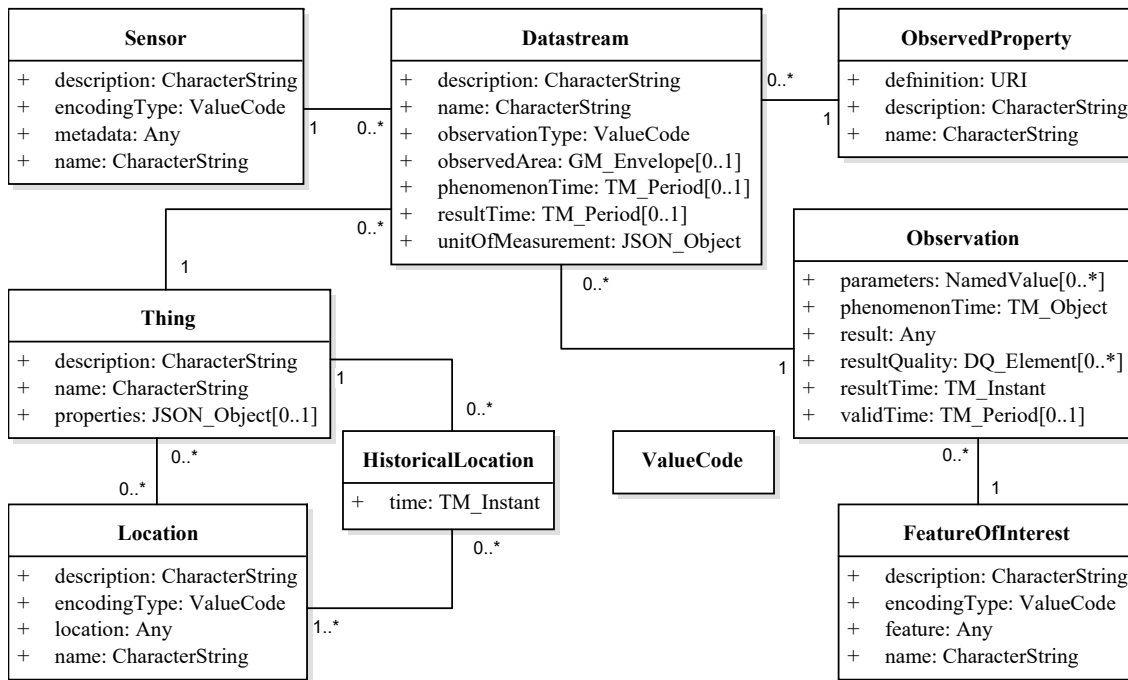 Sensor
+ description: CharacterString
+ encodingType: ValueCode
+ metadata: Any
+ name: CharacterString
1
0..*
Datastream
+ description: CharacterString
+ name: CharacterString
+ observationType: ValueCode
+ observedArea: GM_Envelope[0..1]
+ phenomenonTime: TM_Period[0..1]
+ resultTime: TM_Period[0..1]
+ unitOfMeasurement: JSON_Object
0..*
1
ObservedProperty
+ defninition: URI
+ description: CharacterString
+ name: CharacterString
0..*
1
0..*
1
Observation
+ parameters: NamedValue[0..*]
+ phenomenonTime: TM_Object
+ result: Any
+ resultQuality: DQ_Element[0..*]
+ resultTime: TM_Instant
+ validTime: TM_Period[0..1]
Thing
+ description: CharacterString
+ name: CharacterString
+ properties: JSON_Object[0..1]
1
0..*
0..*
0..*
HistoricalLocation
+ time: TM_Instant
0..*
1..*
ValueCode
0..*
1
Location
+ description: CharacterString
+ encodingType: ValueCode
+ location: Any
+ name: CharacterString
FeatureOfInterest
+ description: CharacterString
+ encodingType: ValueCode
+ feature: Any
+ name: CharacterString